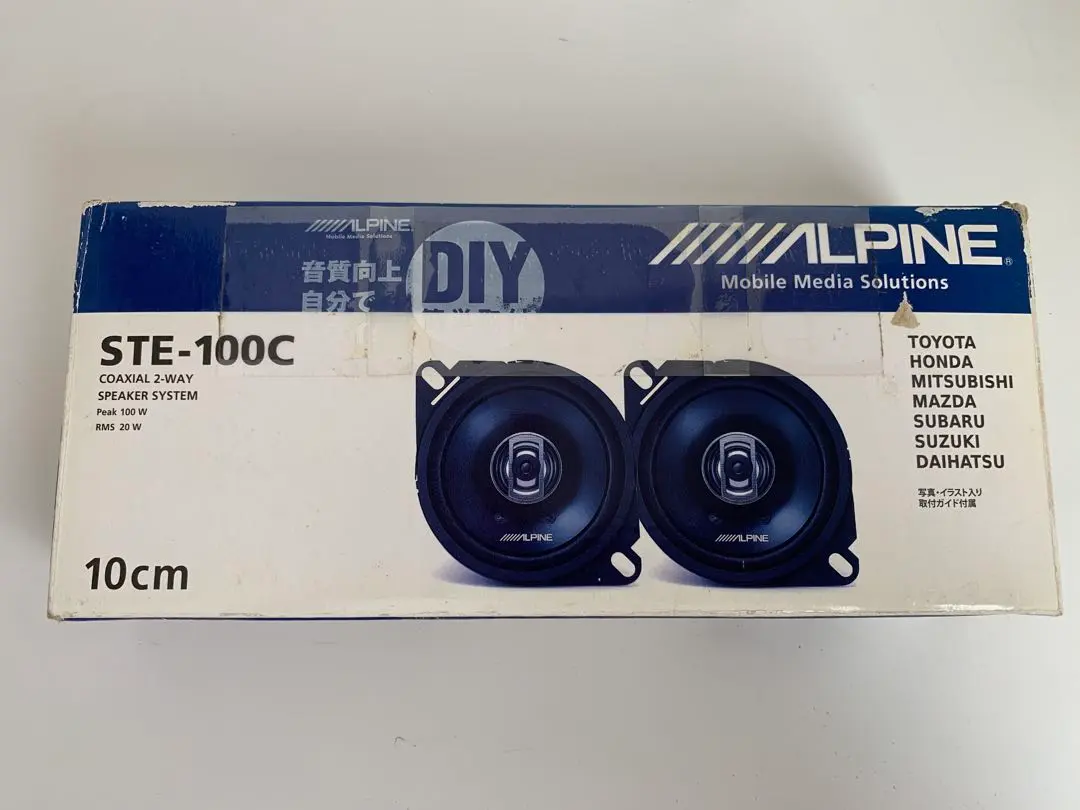 ALPINE
Mobile Media Solutions
音質向上
自分で
DIY
ALPINE®
Mobile Media Solutions
STE-100C
COAXIAL 2-WAY
SPEAKER SYSTEM
Peak 100 W
RMS 20 W
10cm
ALPINE
ALPINE
TOYOTA
HONDA
MITSUBISHI
MAZDA
SUBARU
SUZUKI
DAIHATSU
写真・イラスト入り
取付ガイド付属